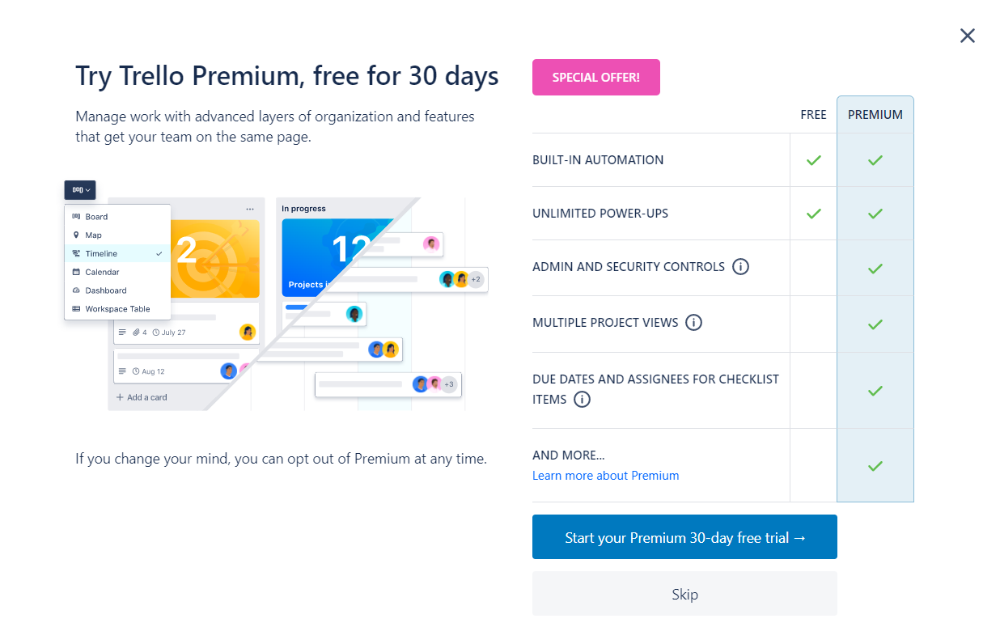 Try Trello Premium, free for 30 days
Manage work with advanced layers of organization and features
that get your team on the same page.
Board
Map
Timeline
Calendar
Dashboard
Workspace Table
2
4 July 27
Aug 12
+ Add a card
In progress
12
Projects
+2
+3
If you change your mind, you can opt out of Premium at any time.
SPECIAL OFFER!
FREE PREMIUM
BUILT-IN AUTOMATION
UNLIMITED POWER-UPS
ADMIN AND SECURITY CONTROLS
MULTIPLE PROJECT VIEWS
DUE DATES AND ASSIGNEES FOR CHECKLIST
ITEMS
AND MORE...
Learn more about Premium
Start your Premium 30-day free trial →
Skip